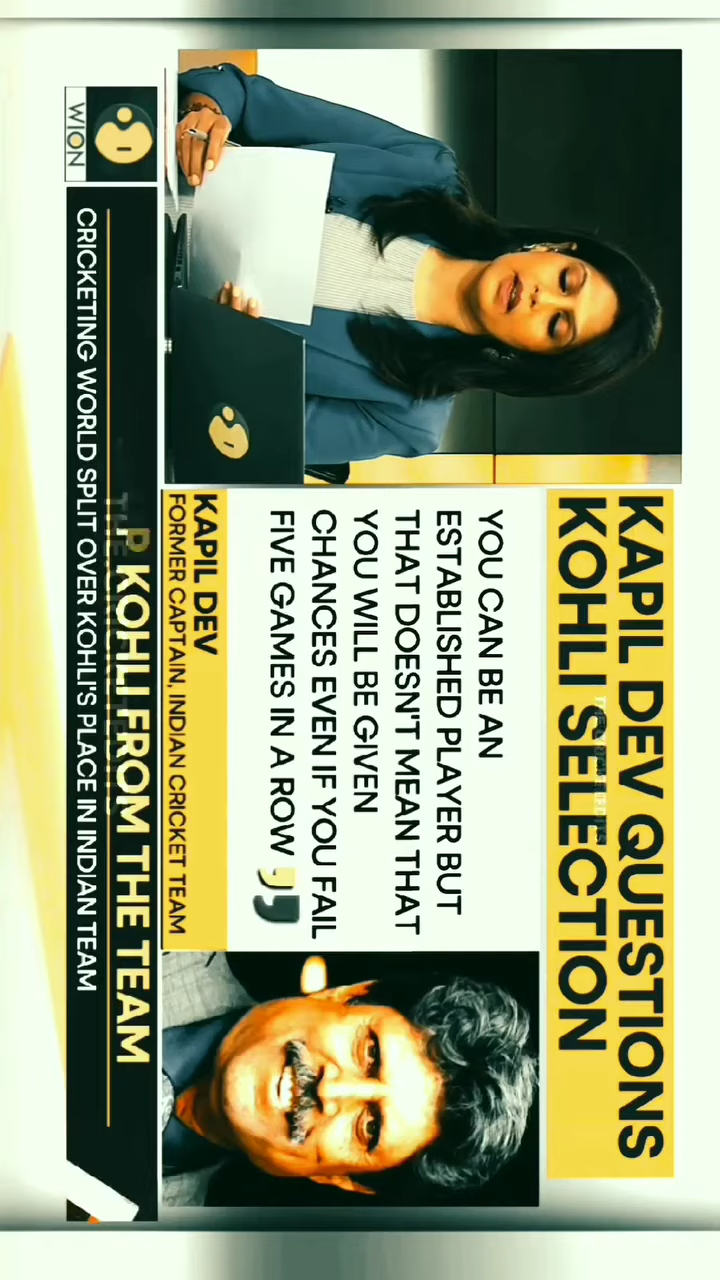 KAPIL DEV QUESTIONS
KOHLI SELECTION
YOU CAN BE AN
ESTABLISHED PLAYER BUT
THAT DOESN'T MEAN THAT
YOU WILL BE GIVEN
CHANCES EVEN IF YOU FAIL
FIVE GAMES IN A ROW
KAPIL DEV
FORMER CAPTAIN, INDIAN CRICKET TEAM
P KOHLI FROM THE TEAM
CRICKETING WORLD SPLIT OVER KOHLI'S PLACE IN INDIAN TEAM
WION